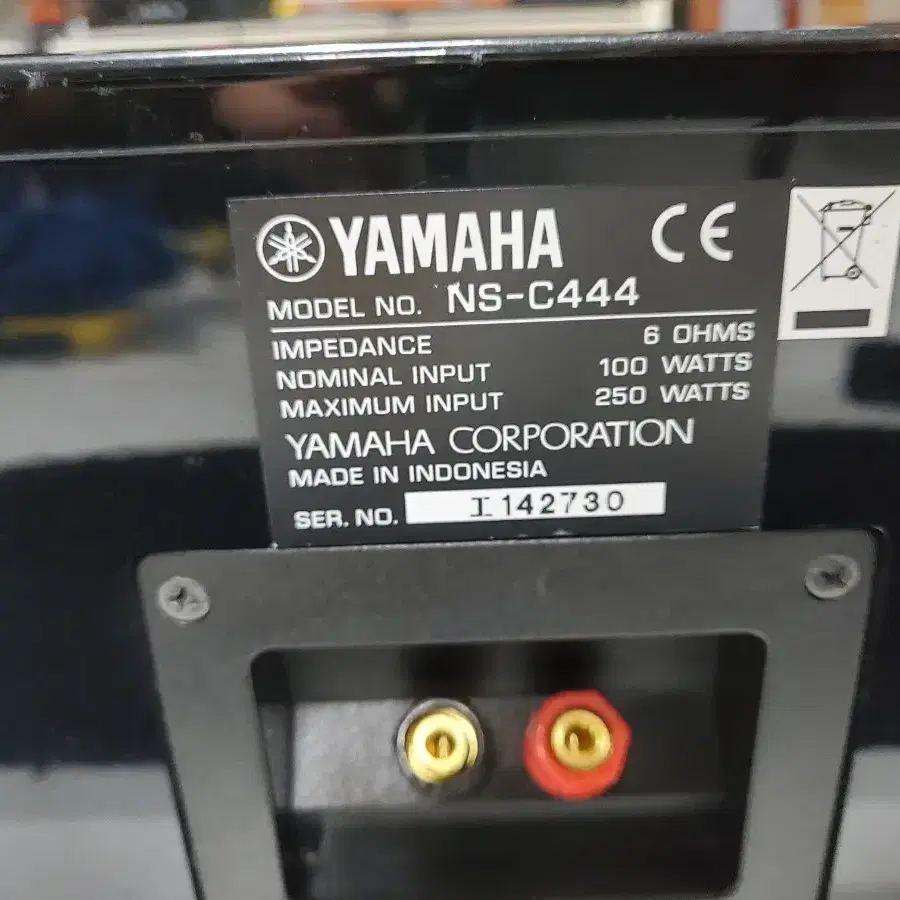 YAMAHA CE
MODEL NO. NS-C444
IMPEDANCE 6 OHMS
NOMINAL INPUT 100 WATTS
MAXIMUM INPUT 250 WATTS
YAMAHA CORPORATION
MADE IN INDONESIA
SER. NO. I142730